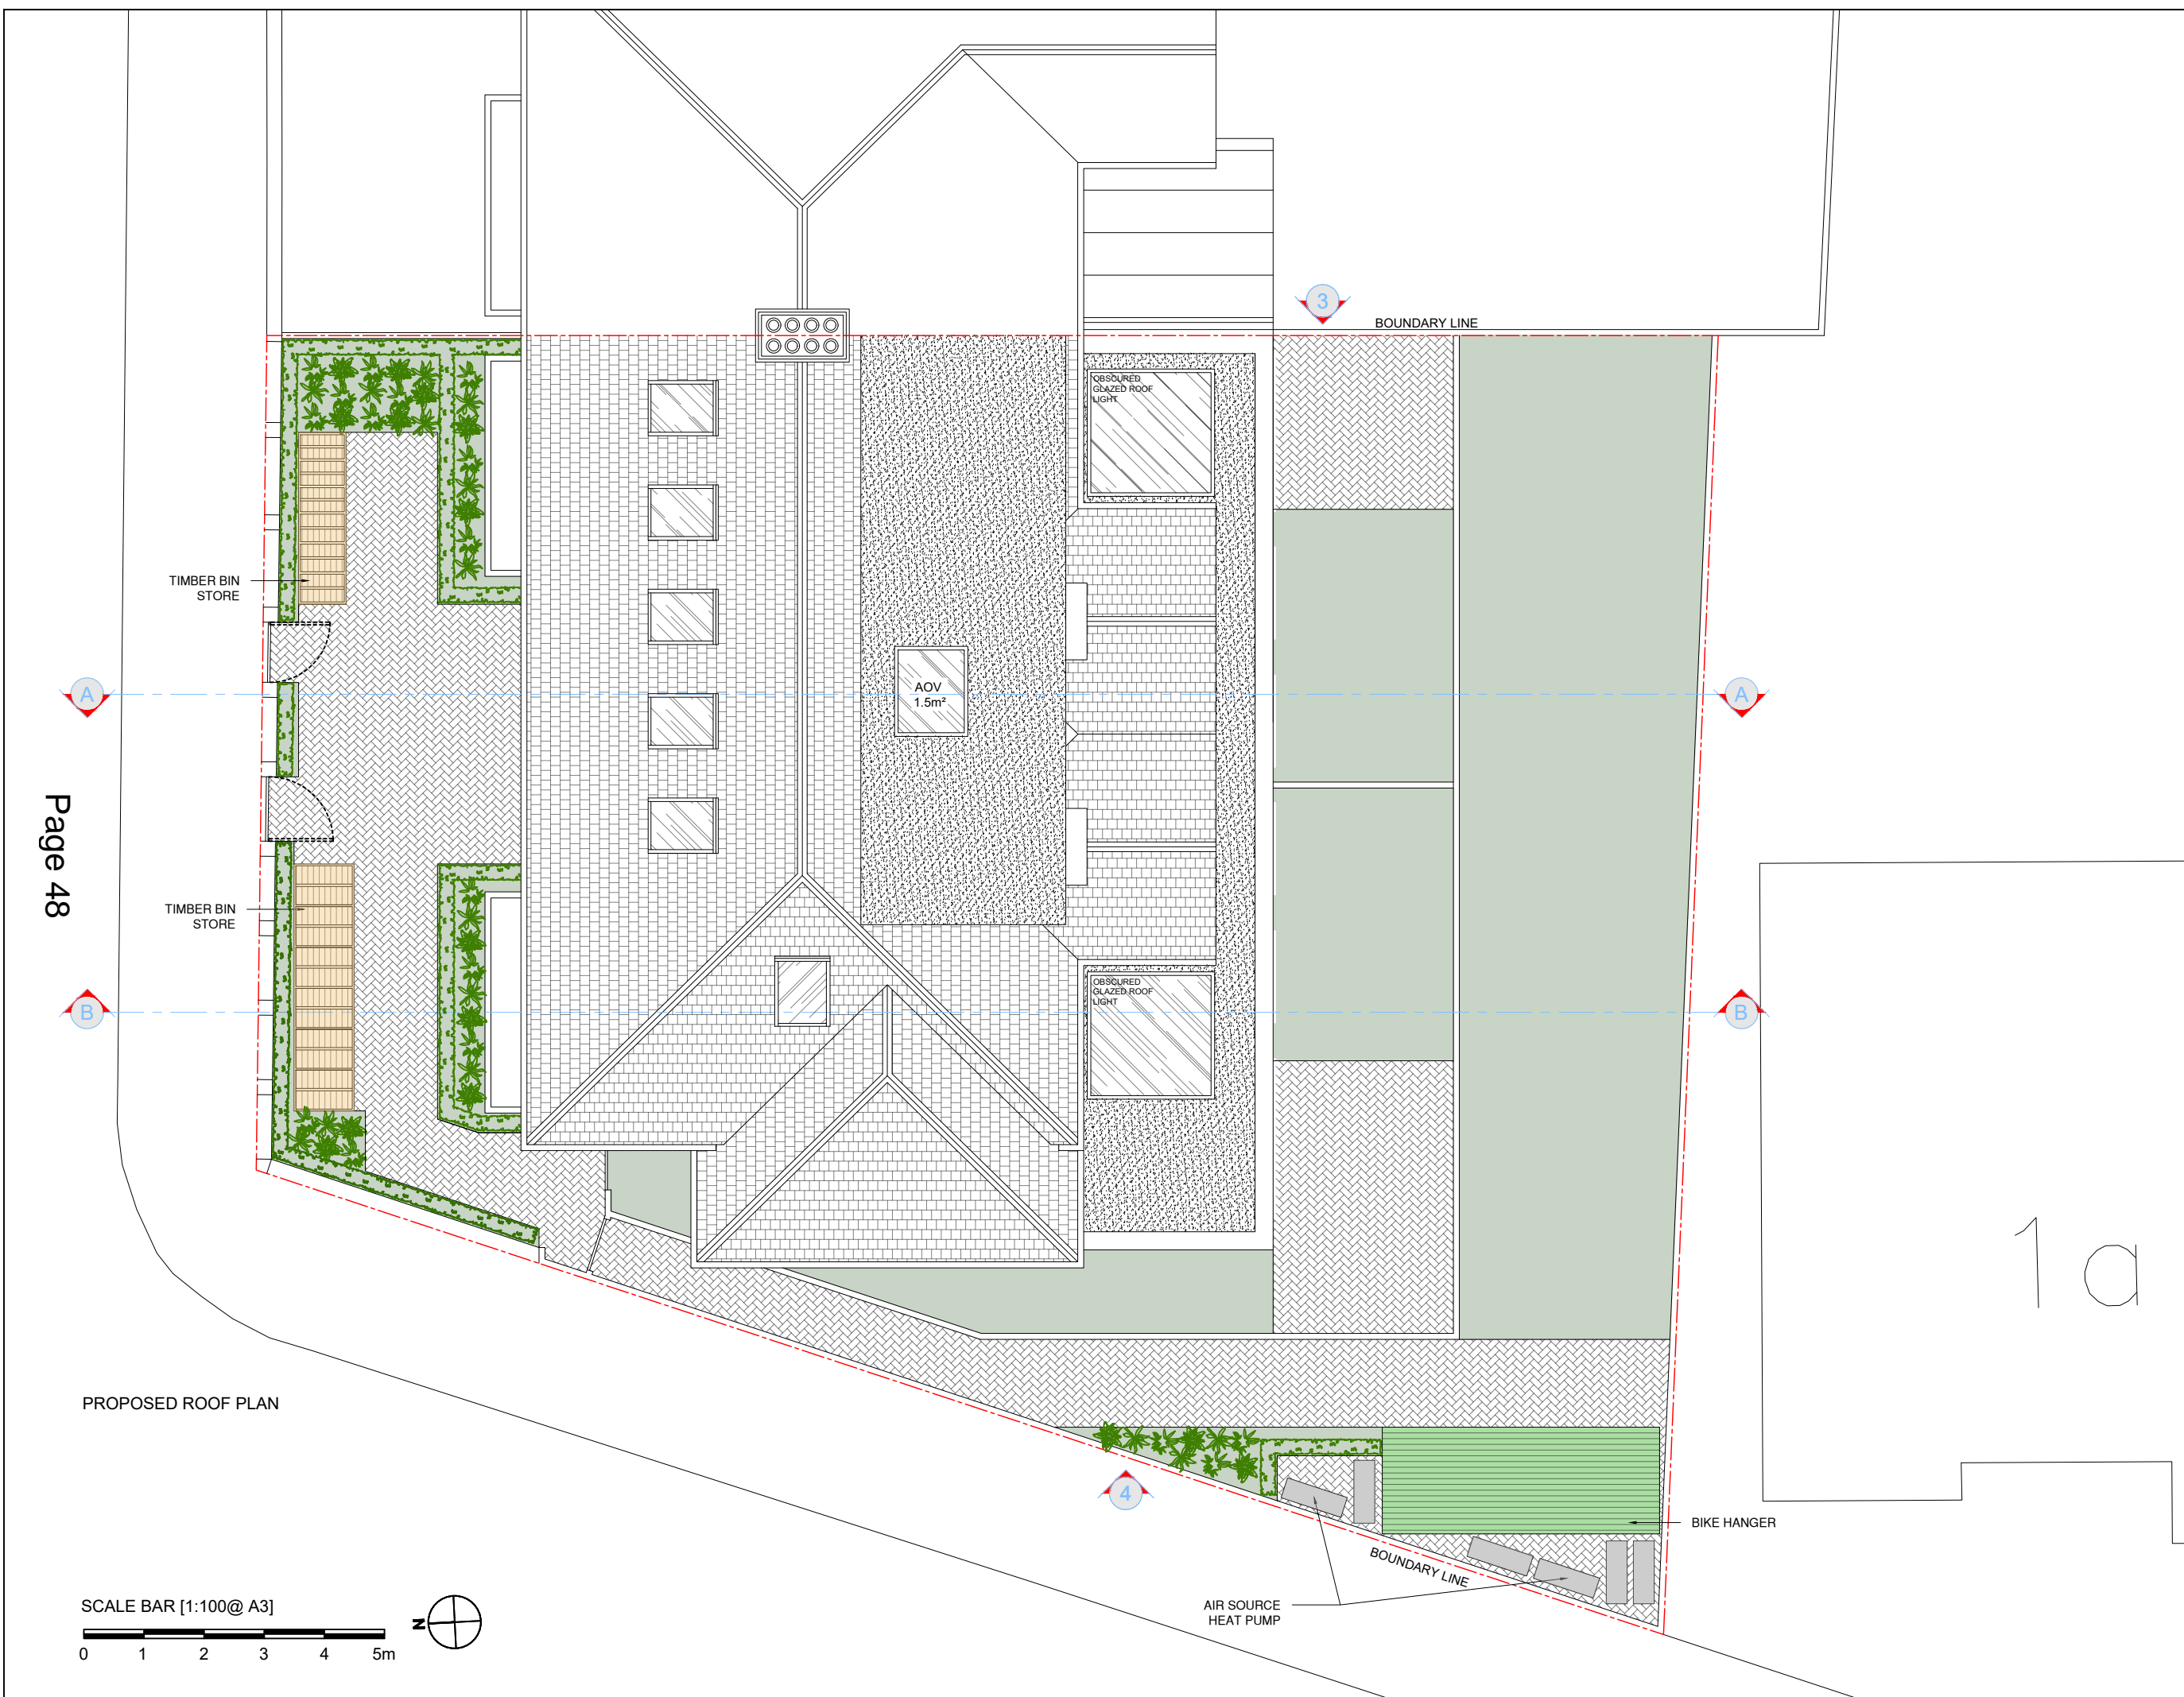 3
BOUNDARY LINE
OBSCURED
GLAZED ROOF
LIGHT
TIMBER BIN
STORE
A
AOV
1.5m²
A
Page 48
TIMBER BIN
STORE
B
OBSCURED
GLAZED ROOF
LIGHT
B
1a
PROPOSED ROOF PLAN
4
BIKE HANGER
BOUNDARY LINE
AIR SOURCE
HEAT PUMP
SCALE BAR [1:100@ A3]
N
0 1 2 3 4 5m